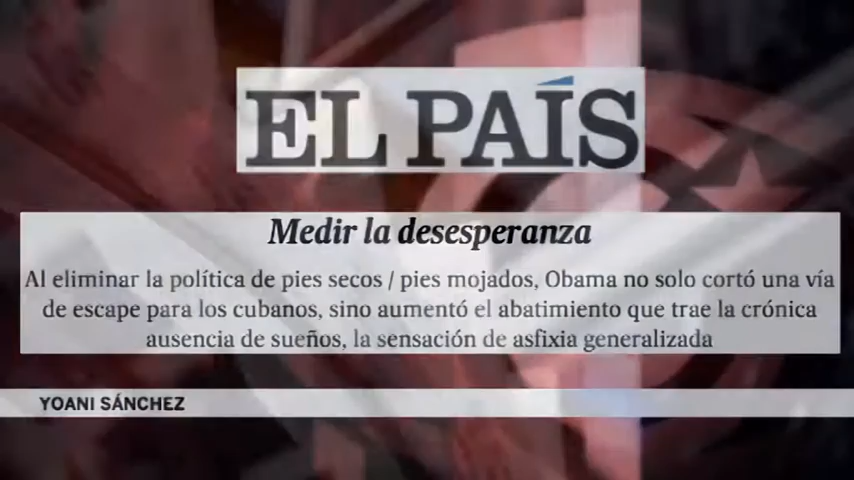 EL PAÍS
Medir la desesperanza
Al eliminar la política de pies secos / pies mojados, Obama no solo cortó una vía
de escape para los cubanos, sino aumentó el abatimiento que trae la crónica
ausencia de sueños, la sensación de asfixia generalizada
YOANI SÁNCHEZ